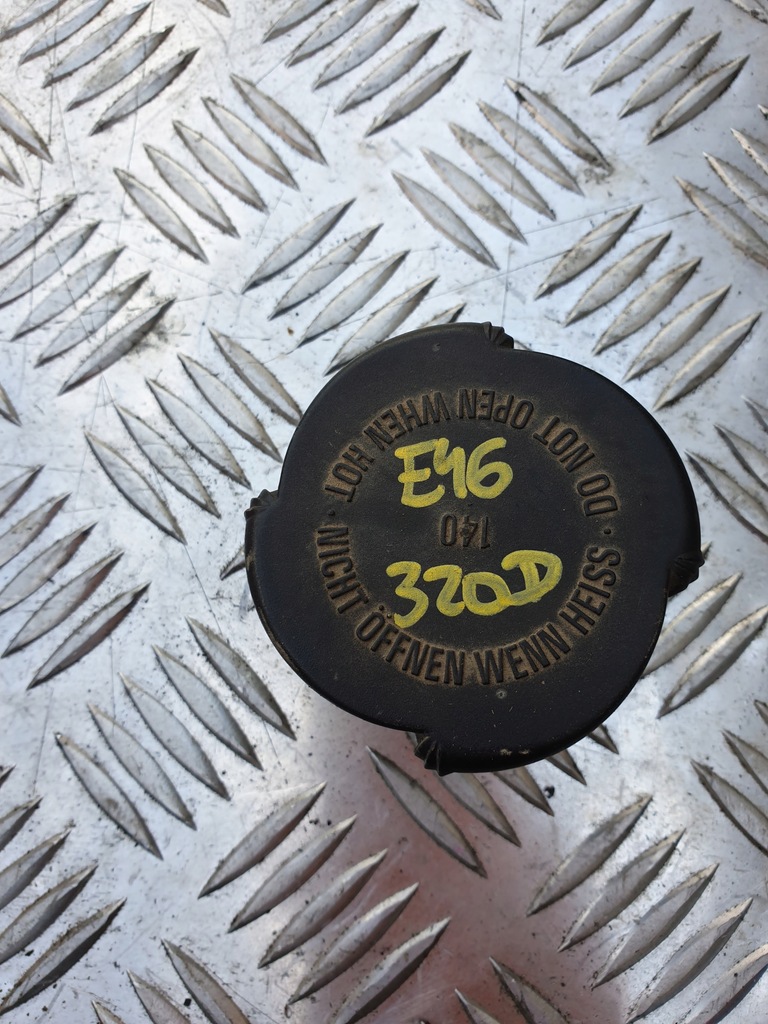 DO NOT OPEN WHEN HOT ·
E46
140
320D
NICHT ÖFFNEN WENN HEISS ·